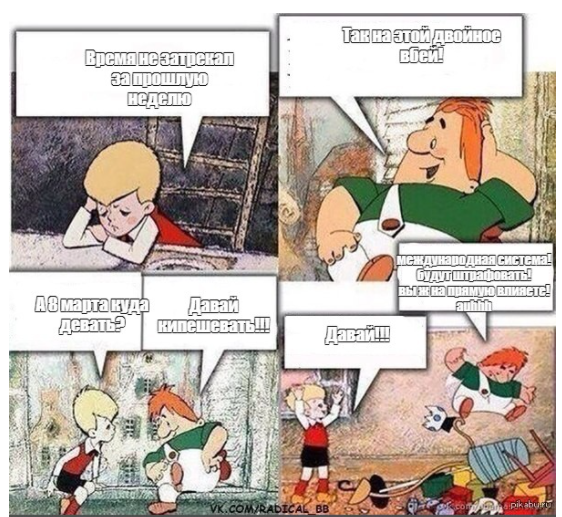 Время не затрекал
за прошлую
неделю
Так на этой двойное
вбей!
А 8 марта куда
девать?
Давай
кипешевать!!!
Давай!!!
международная система!
будут штрафовать!
вы ж на прямую влияете!
auhhh
VK.COM/RADICAL_BB
pikabu.ru